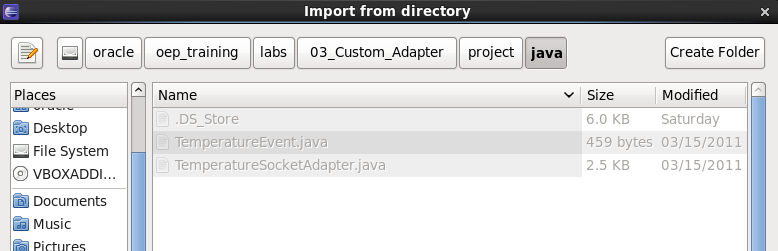 Import from directory
oracle oep_training labs 03_Custom_Adapter project java Create Folder
Places Name Size Modified
oracle .DS_Store 6.0 KB Saturday
Desktop TemperatureEvent.java 459 bytes 03/15/2011
File System TemperatureSocketAdapter.java 2.5 KB 03/15/2011
VBOXADDI...
Documents
Music
Pictures